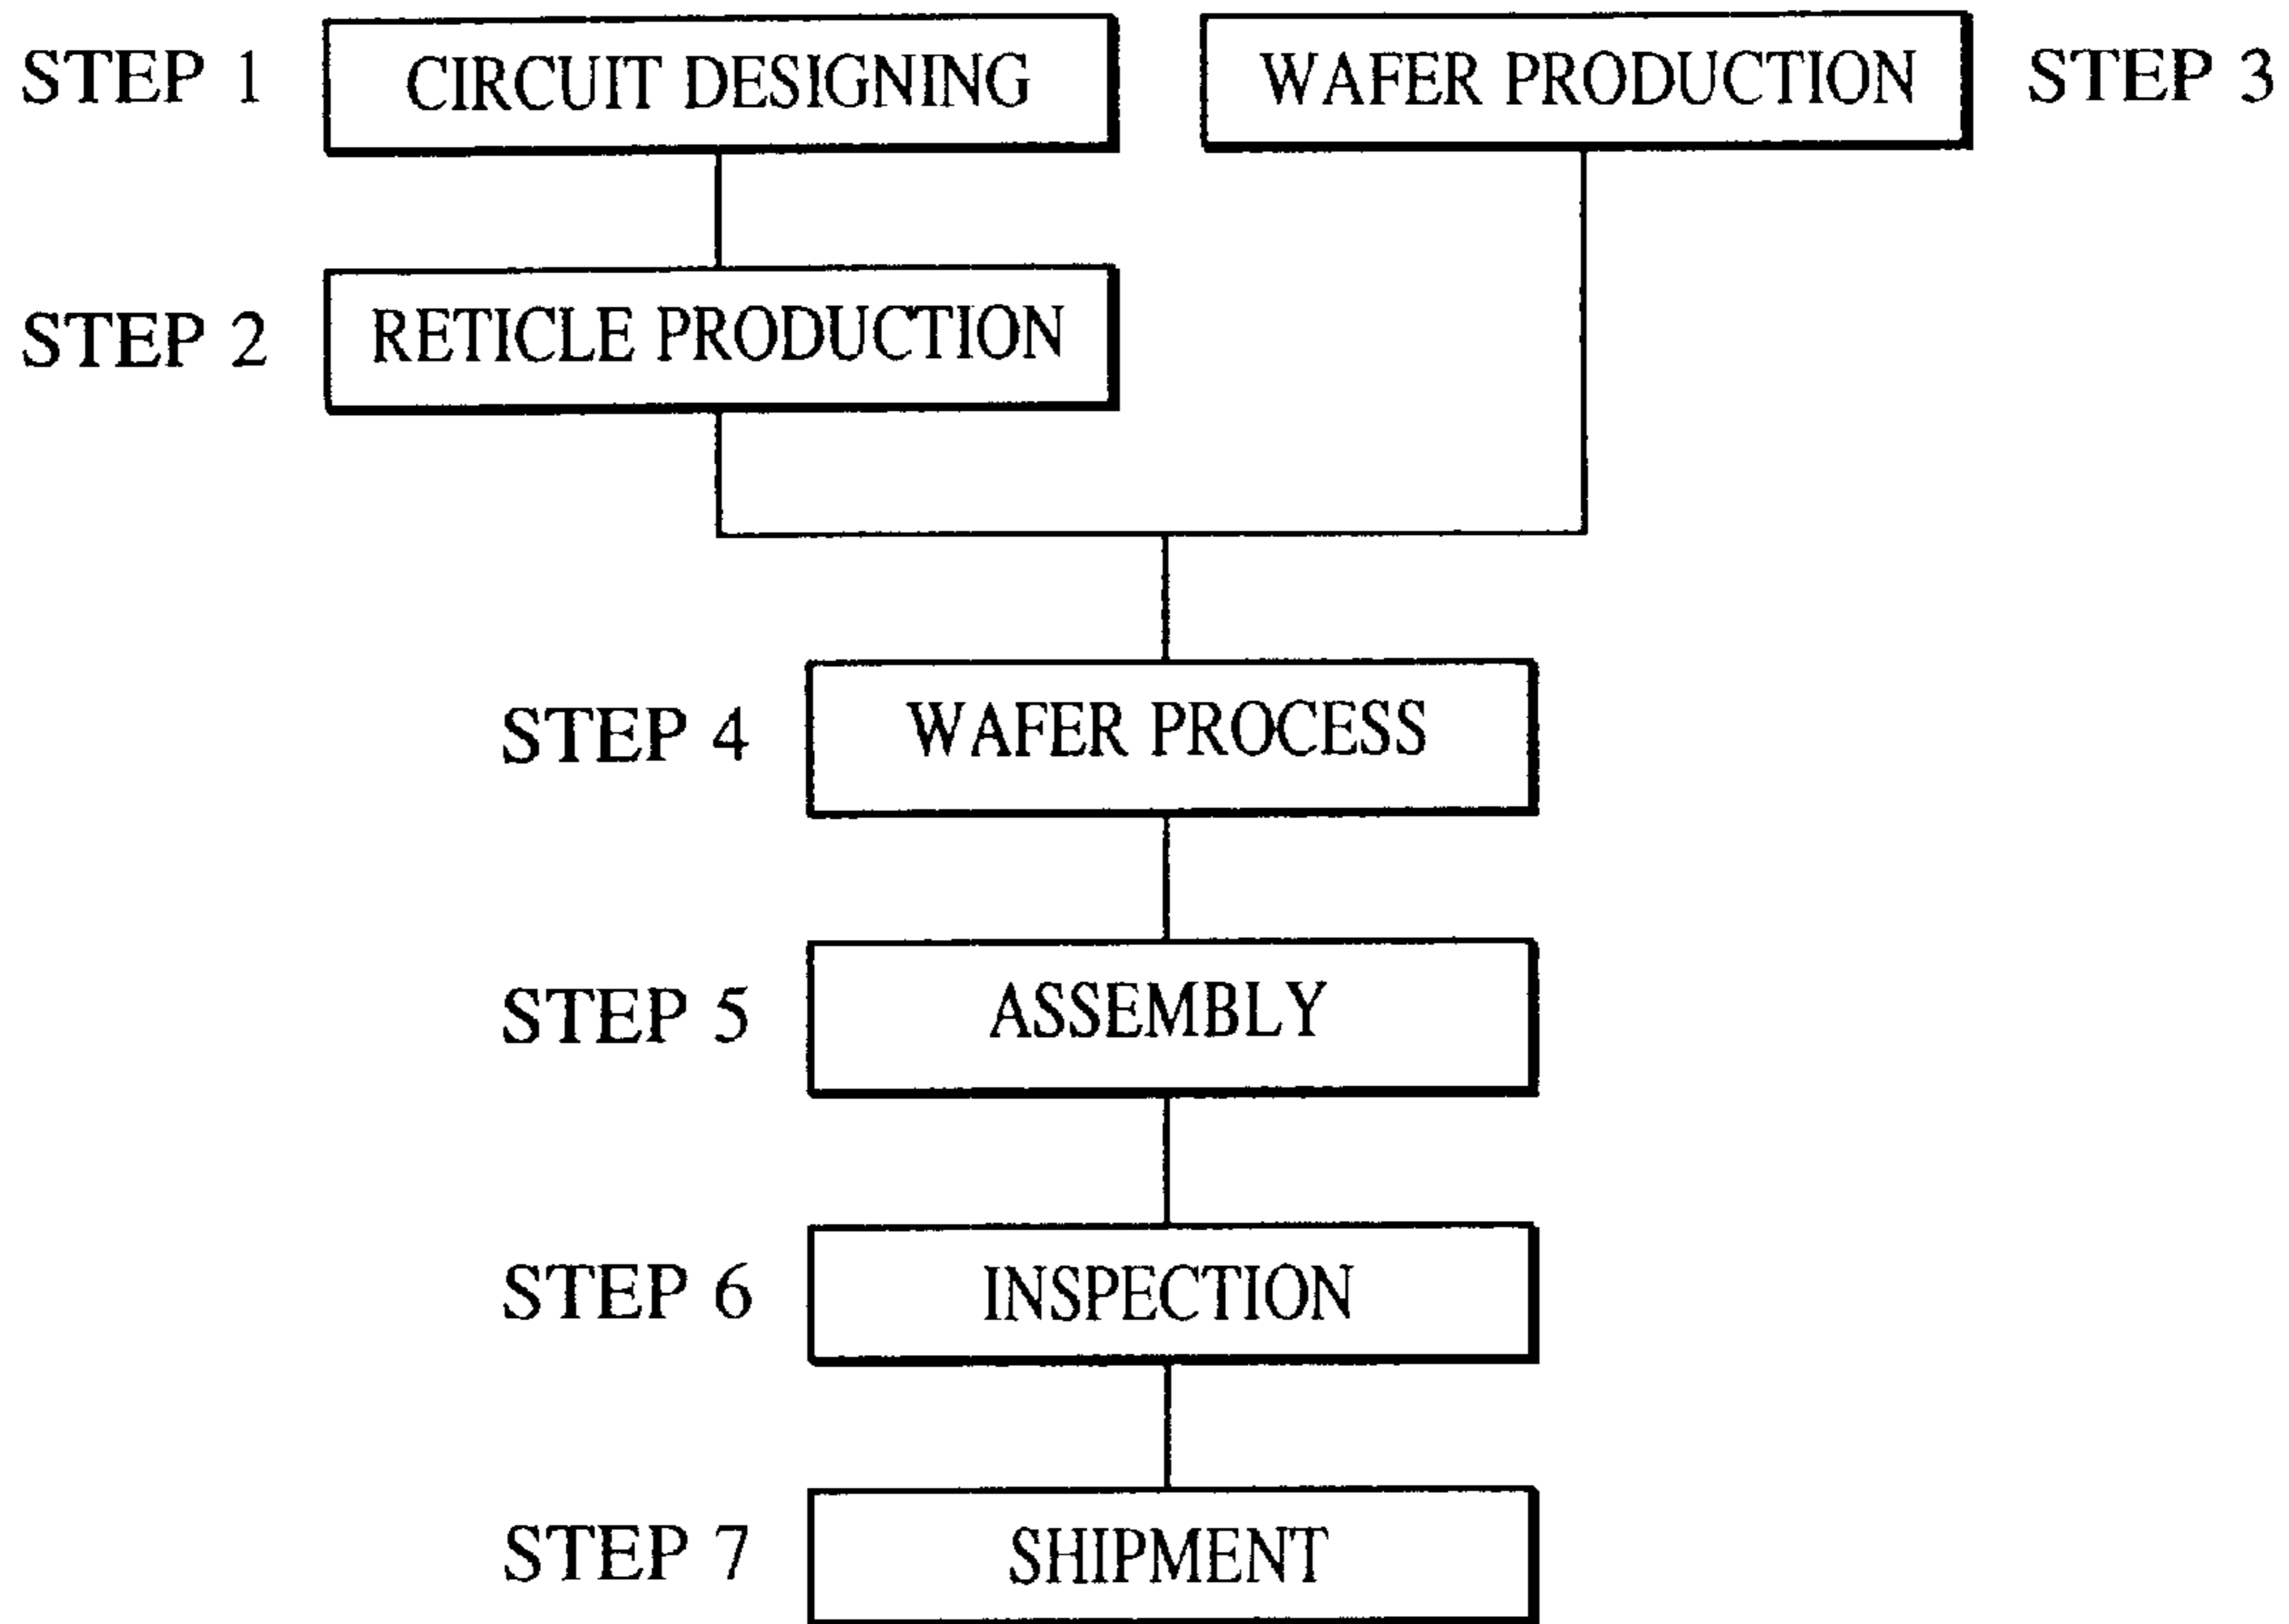 STEP 1 CIRCUIT DESIGNING WAFER PRODUCTION STEP 3
STEP 2 RETICLE PRODUCTION
STEP 4 WAFER PROCESS
STEP 5 ASSEMBLY
STEP 6 INSPECTION
STEP 7 SHIPMENT